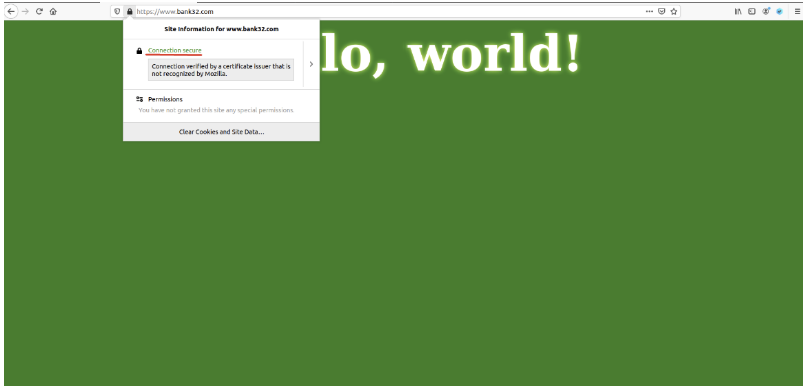 https://www.bank32.com
Site Information for www.bank32.com
Connection secure
Connection verified by a certificate issuer that is
not recognized by Mozilla.
Permissions
You have not granted this site any special permissions.
Clear Cookies and Site Data...
lo, world!